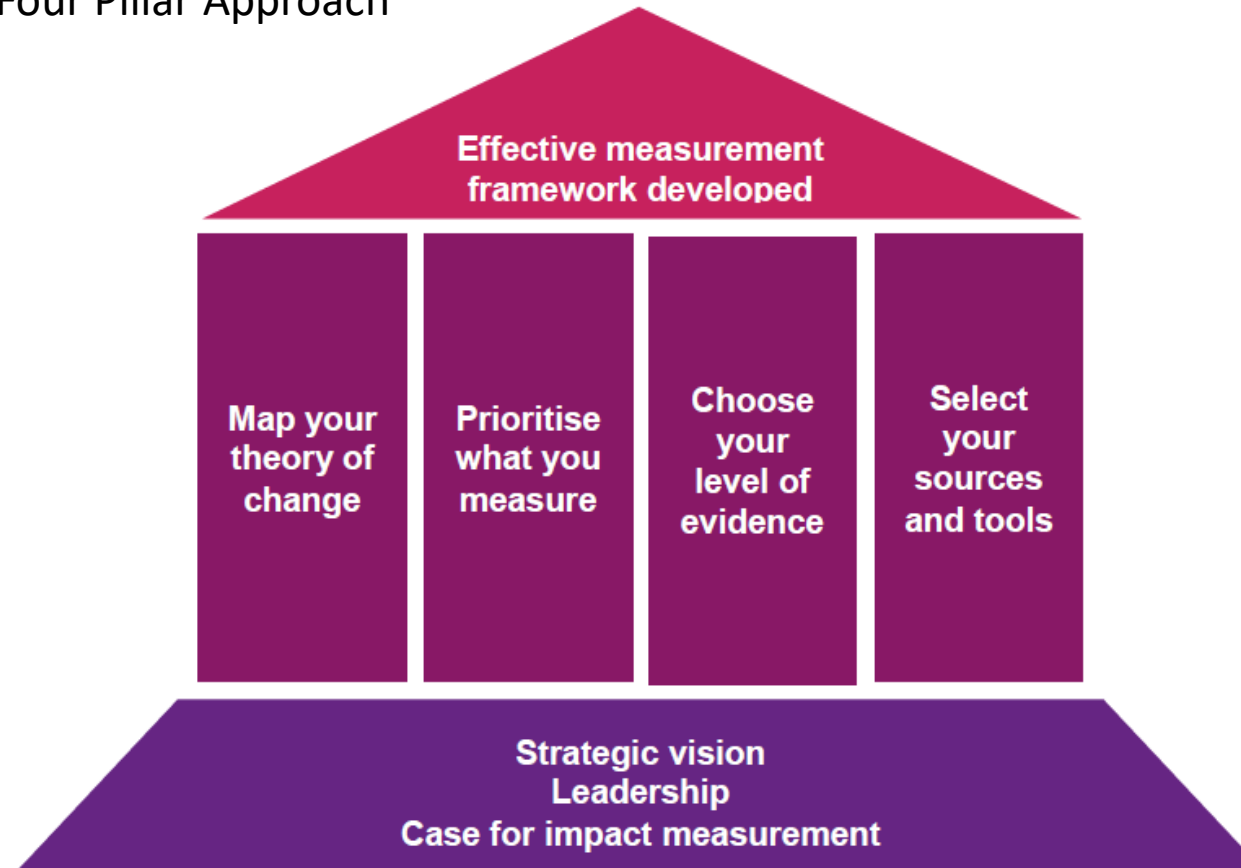 Four Pillar Approach
Effective measurement
framework developed
Map your
theory of
change
Prioritise
what you
measure
Choose
your
level of
evidence
Select
your
sources
and tools
Strategic vision
Leadership
Case for impact measurement